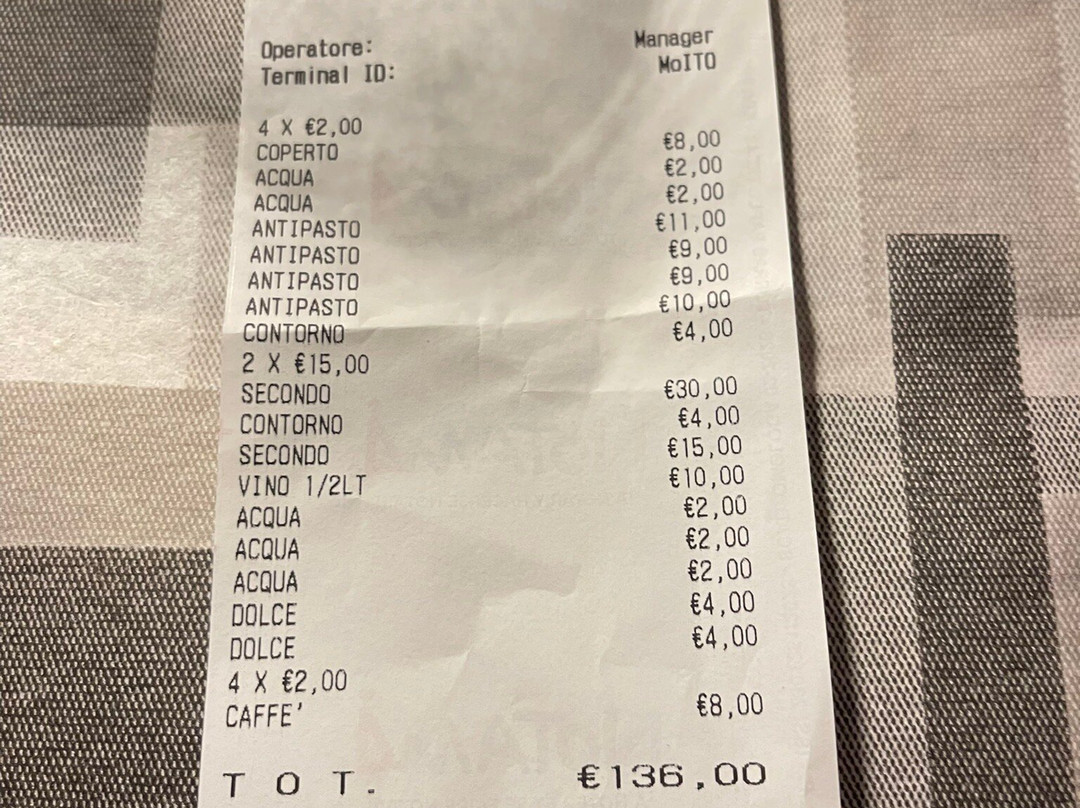 Operatore: Manager
Terminal ID: MoITO
4 X €2,00
COPERTO €8,00
ACQUA €2,00
ACQUA €2,00
ANTIPASTO €11,00
ANTIPASTO €9,00
ANTIPASTO €9,00
ANTIPASTO €10,00
CONTORNO €4,00
2 X €15,00
SECONDO €30,00
CONTORNO €4,00
SECONDO €15,00
VINO 1/2LT €10,00
ACQUA €2,00
ACQUA €2,00
ACQUA €2,00
DOLCE €4,00
DOLCE €4,00
4 X €2,00
CAFFE' €8,00
T O T. €136,00